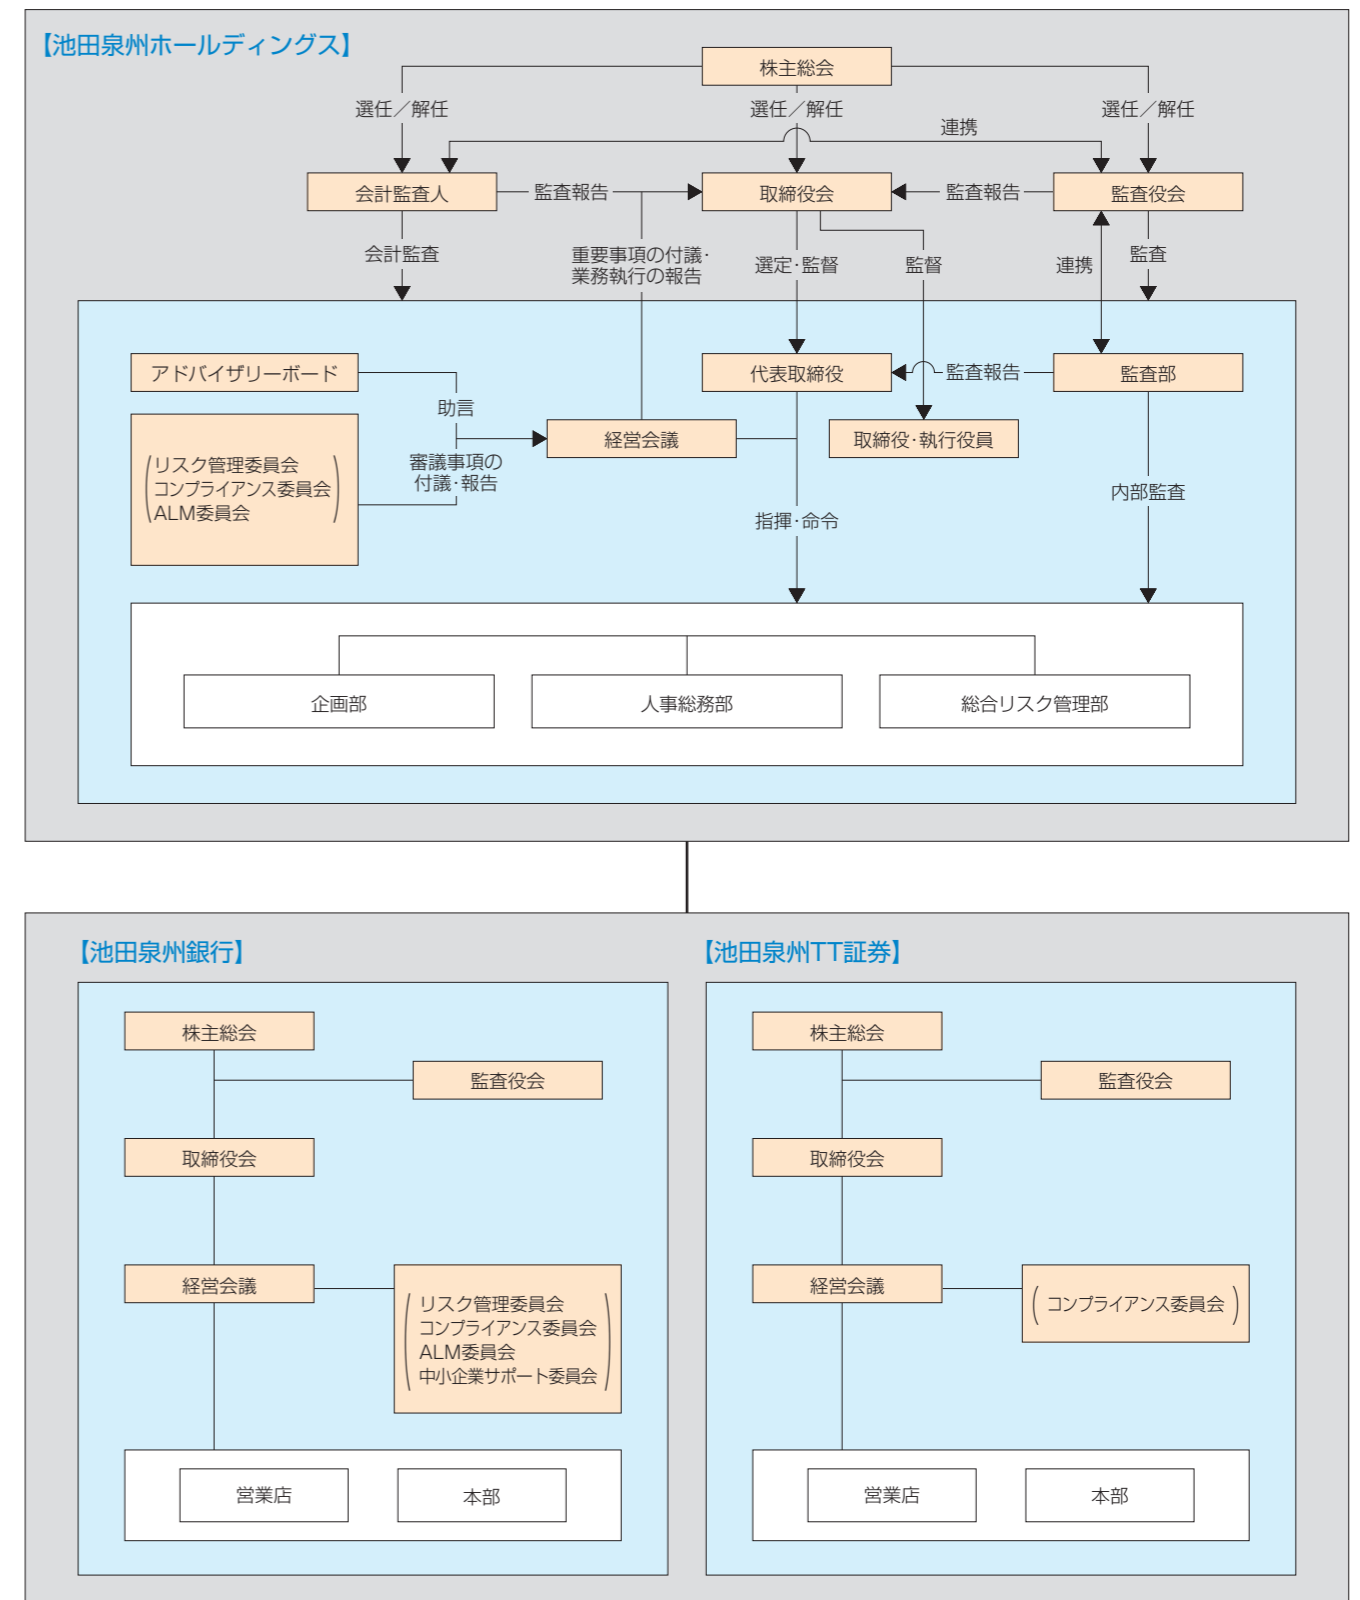 【池田泉州ホールディングス】
株主総会
選任／解任
選任／解任
選任／解任
連携
会計監査人
監査報告
取締役会
監査報告
監査役会
会計監査
重要事項の付議・
業務執行の報告
選定・監督
監督
連携
監査
アドバイザリーボード
代表取締役
監査報告
監査部
助言
経営会議
取締役・執行役員
リスク管理委員会
コンプライアンス委員会
ALM委員会
審議事項の
付議・報告
内部監査
指揮・命令
企画部
人事総務部
総合リスク管理部
【池田泉州銀行】
株主総会
監査役会
取締役会
経営会議
リスク管理委員会
コンプライアンス委員会
ALM委員会
中小企業サポート委員会
営業店
本部
【池田泉州TT証券】
株主総会
監査役会
取締役会
経営会議
コンプライアンス委員会
営業店
本部